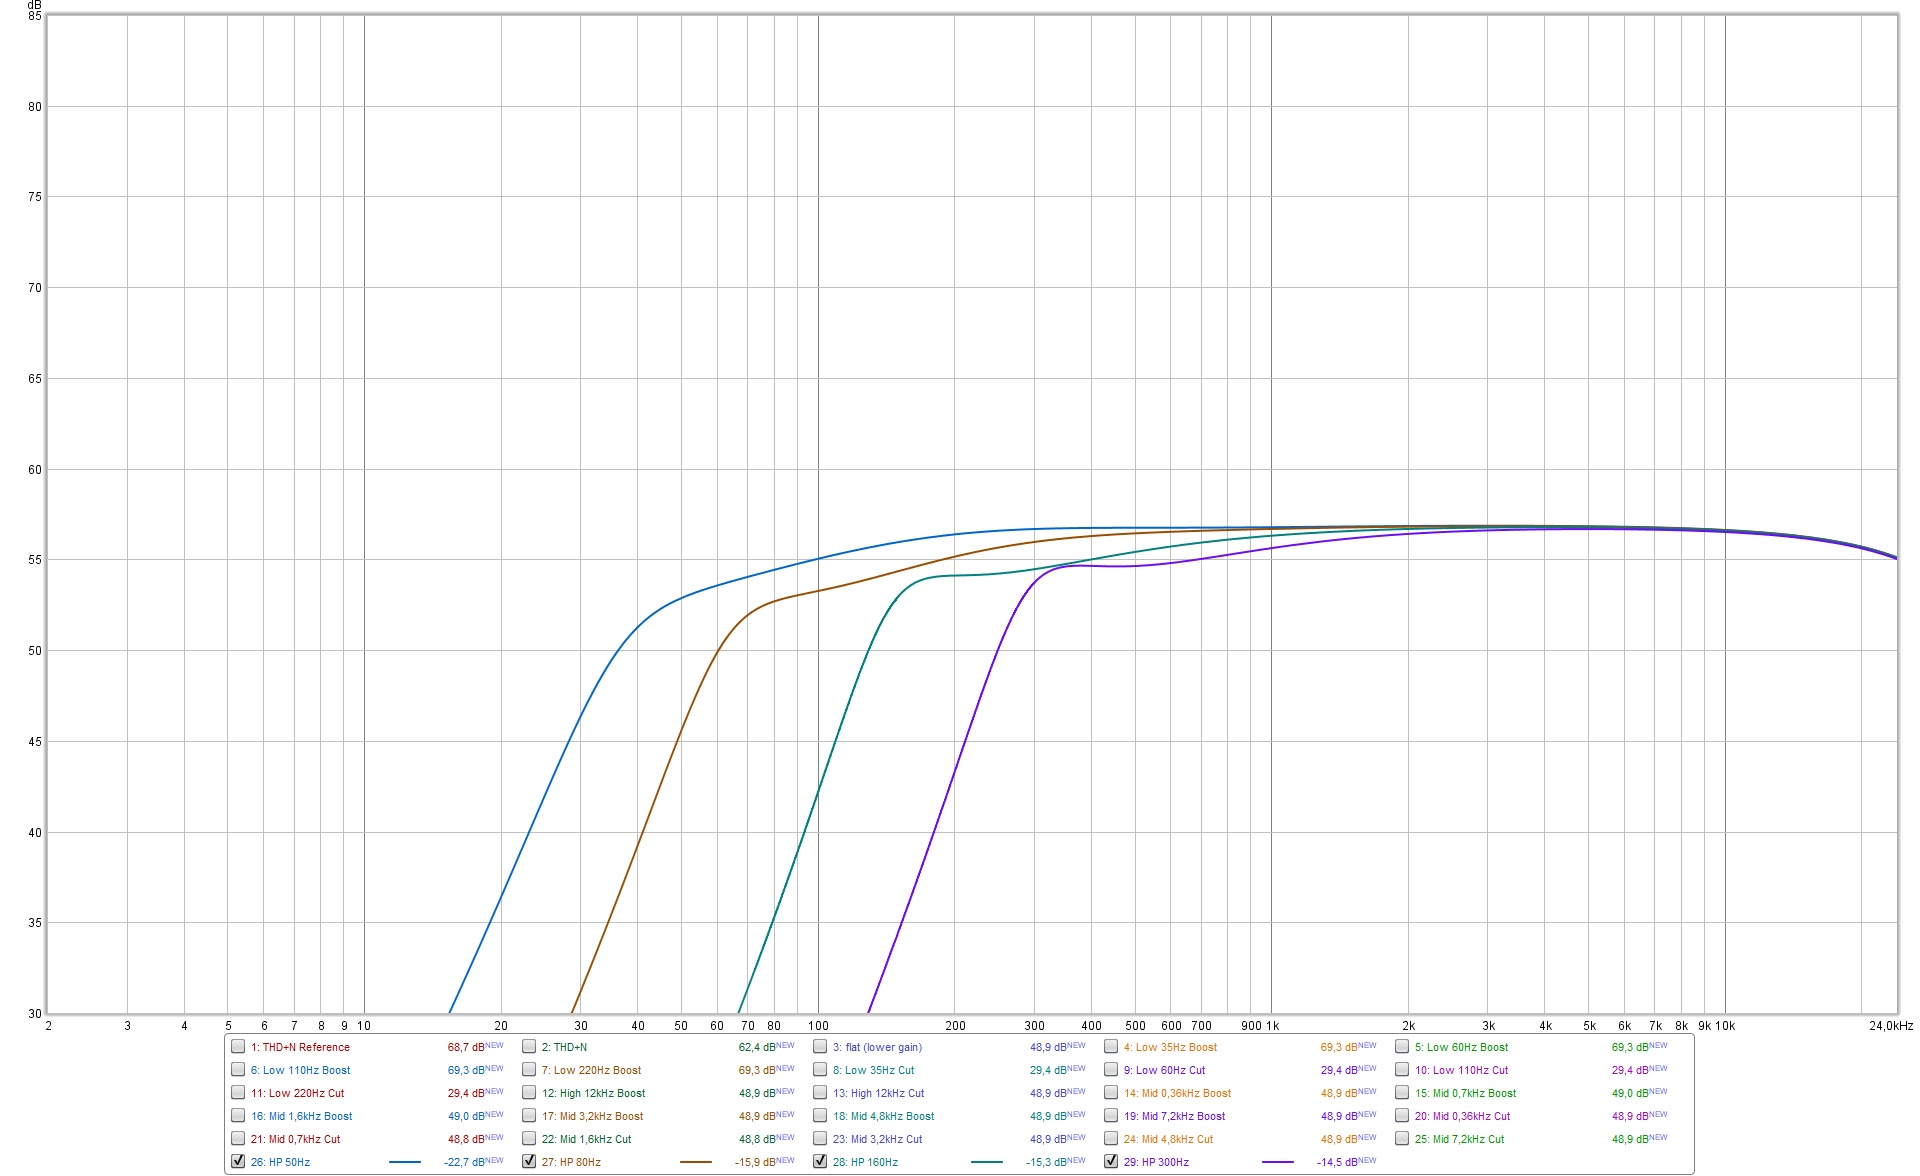 dB
85
80
75
70
65
60
55
50
45
40
35
30
2 3 4 5 6 7 8 9 10 20 30 40 50 60 70 80 100 200 300 400 500 600 700 900 1k 2k 3k 4k 5k 6k 7k 8k 9k 10k 24,0kHz
1: THD+N Reference 68,7 dB NEW 2: THD+N 62,4 dB NEW 3: flat (lower gain) 48,9 dB NEW 4: Low 35Hz Boost 69,3 dB NEW 5: Low 60Hz Boost 69,3 dB NEW
6: Low 110Hz Boost 69,3 dB NEW 7: Low 220Hz Boost 69,3 dB NEW 8: Low 35Hz Cut 29,4 dB NEW 9: Low 60Hz Cut 29,4 dB NEW 10: Low 110Hz Cut 29,4 dB NEW
11: Low 220Hz Cut 29,4 dB NEW 12: High 12kHz Boost 48,9 dB NEW 13: High 12kHz Cut 48,9 dB NEW 14: Mid 0,36kHz Boost 48,9 dB NEW 15: Mid 0,7kHz Boost 49,0 dB NEW
16: Mid 1,6kHz Boost 49,0 dB NEW 17: Mid 3,2kHz Boost 48,9 dB NEW 18: Mid 4,8kHz Boost 48,9 dB NEW 19: Mid 7,2kHz Boost 48,9 dB NEW 20: Mid 0,36kHz Cut 48,9 dB NEW
21: Mid 0,7kHz Cut 48,8 dB NEW 22: Mid 1,6kHz Cut 48,8 dB NEW 23: Mid 3,2kHz Cut 48,9 dB NEW 24: Mid 4,8kHz Cut 48,9 dB NEW 25: Mid 7,2kHz Cut 48,9 dB NEW
26: HP 50Hz -22,7 dB NEW 27: HP 80Hz -15,9 dB NEW 28: HP 160Hz -15,3 dB NEW 29: HP 300Hz -14,5 dB NEW